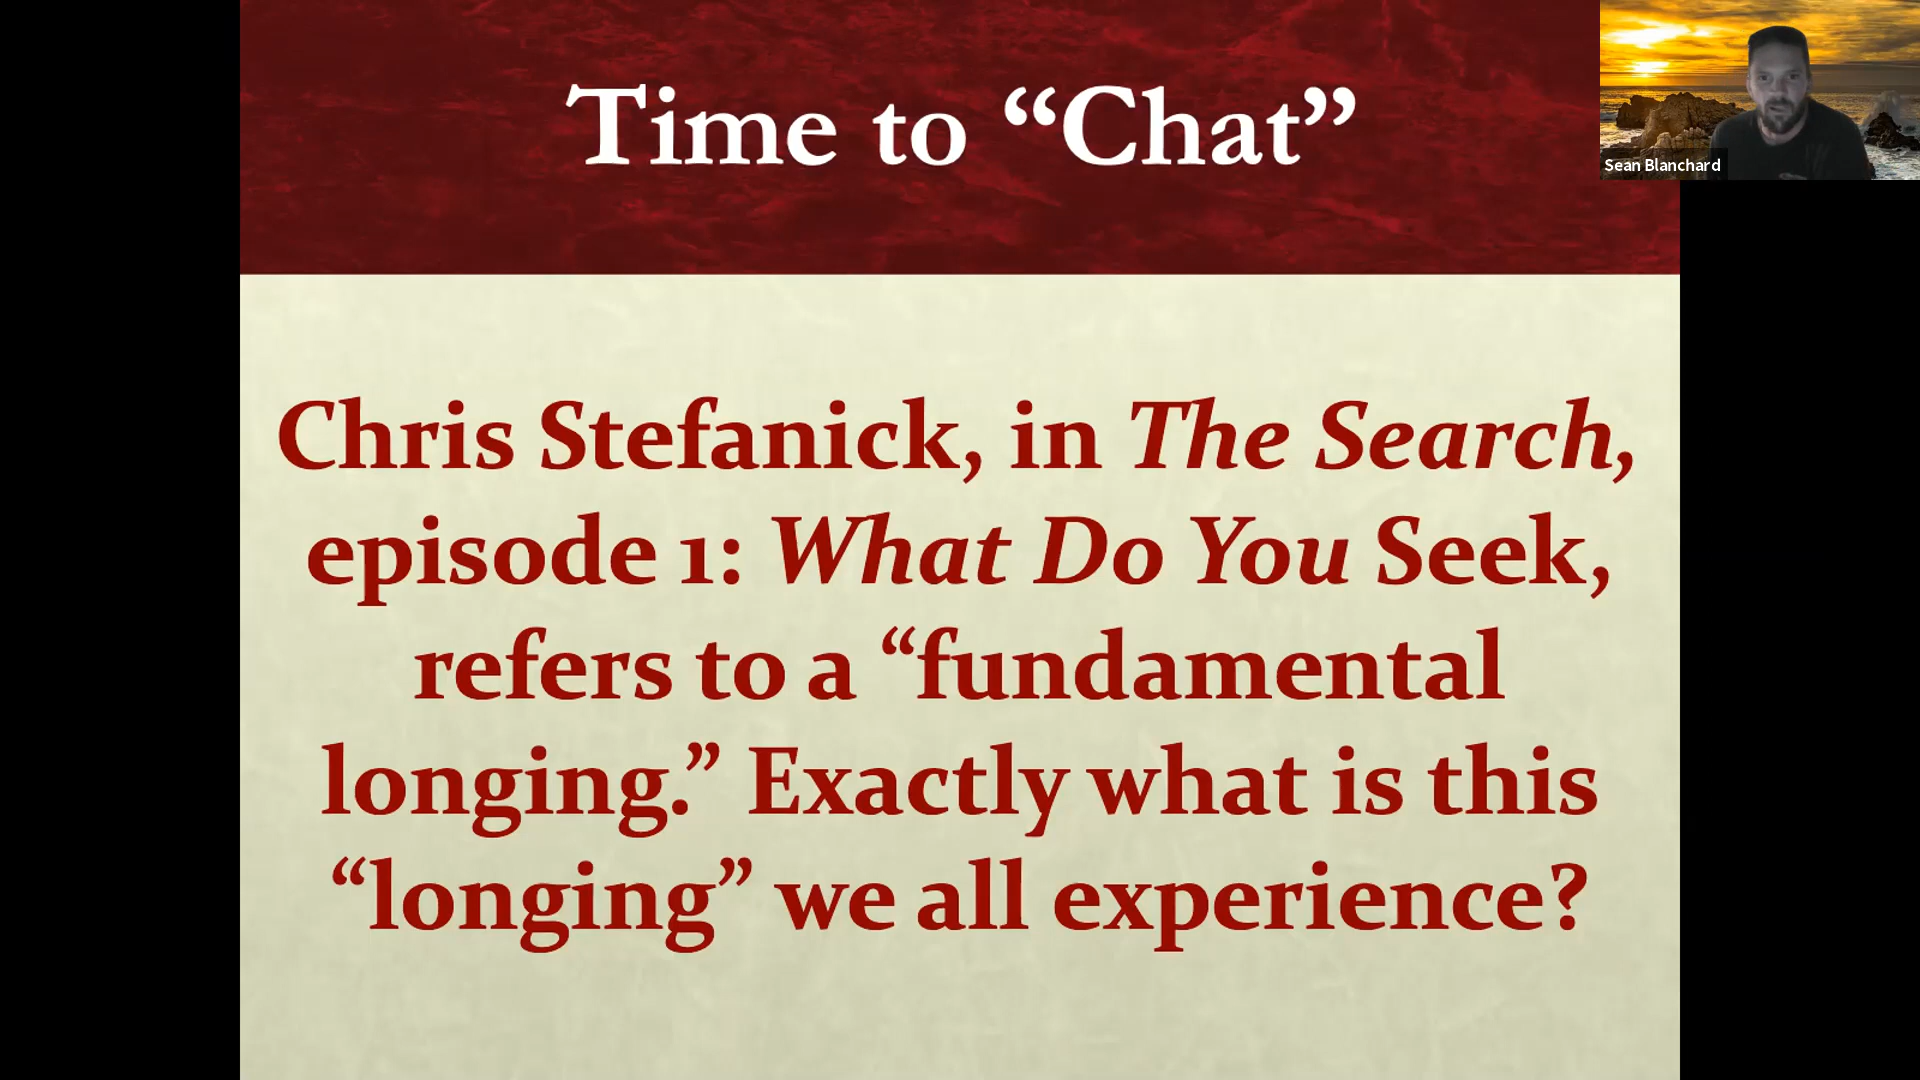 Time to “Chat”
Sean Blanchard
Chris Stefanick, in The Search,
episode 1: What Do You Seek,
refers to a “fundamental
longing.” Exactly what is this
“longing” we all experience?